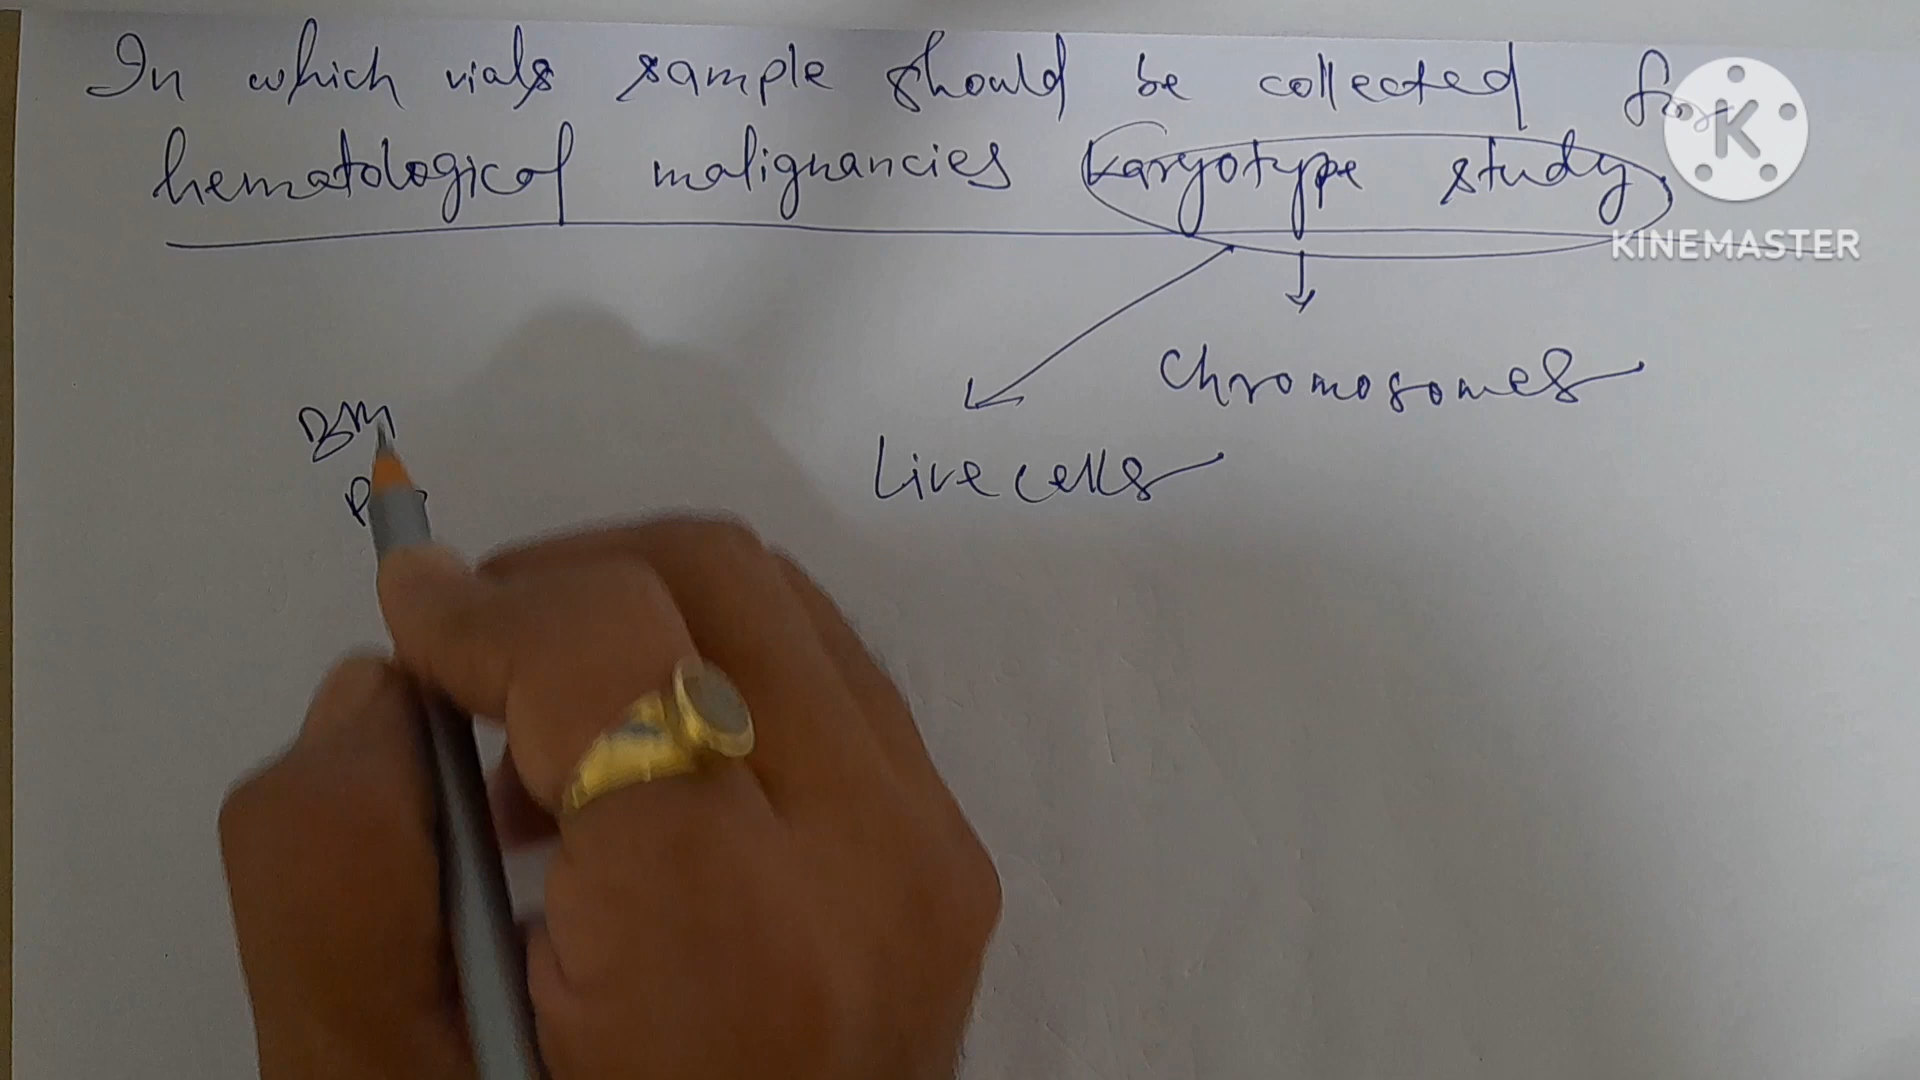 In which vials sample should be collected for
hematological malignancies Karyotype study
K
KINEMASTER
Chromosomes
Live cells
BM